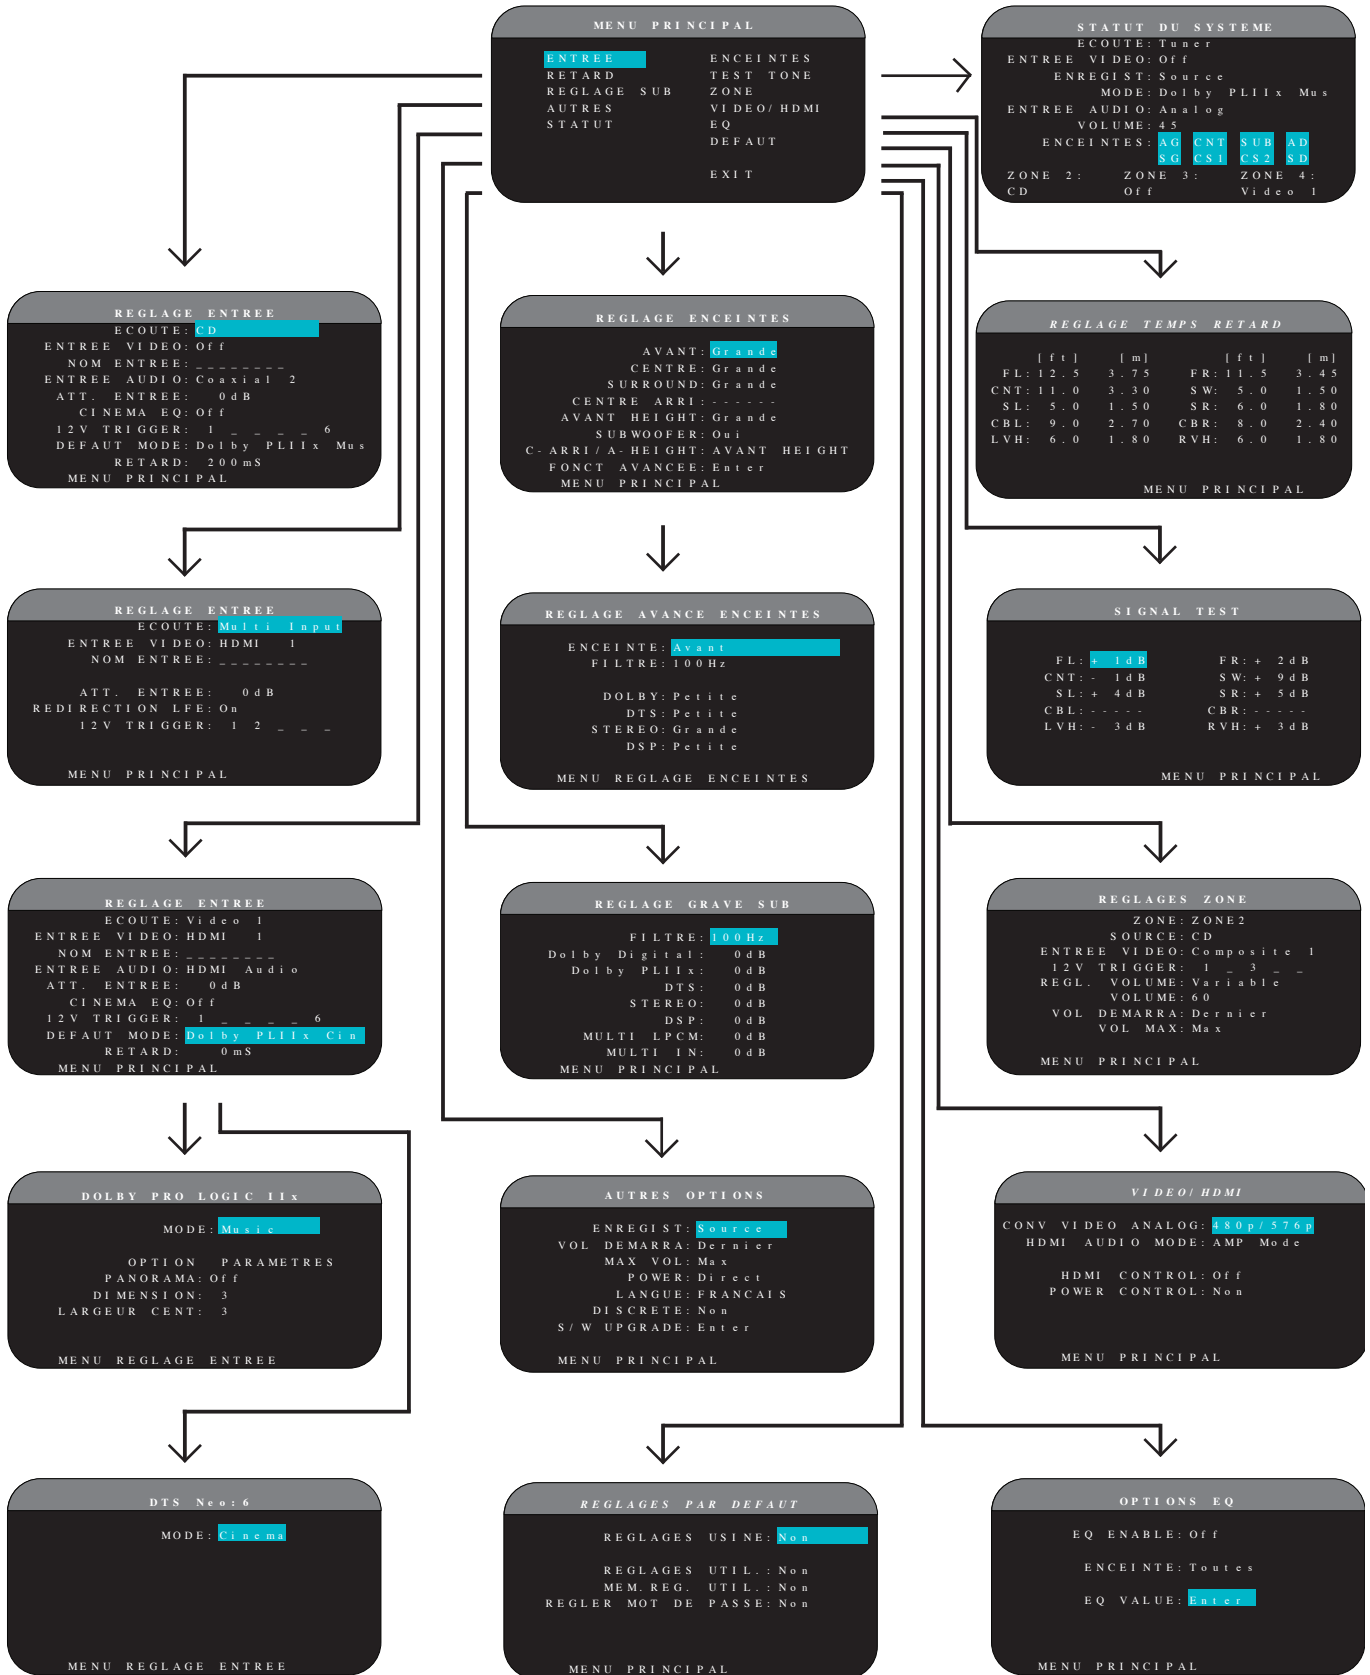 MENU PRINCIPAL
ENTREE ENCEINTES
RETARD TEST TONE
REGLAGE SUB ZONE
AUTRES VIDEO/HDMI
STATUT EQ
DEFAUT
EXIT
STATUT DU SYSTEME
ECOUTE: Tuner
ENTREE VIDEO: Off
ENREGIST: Source
MODE: Dolby PLIIx Mus
ENTREE AUDIO: Analog
VOLUME: 45
ENCEINTES: AG CNT SUB AD
SG CS1 CS2 SD
ZONE 2: ZONE 3: ZONE 4:
CD Off Video 1
REGLAGE ENTREE
ECOUTE: CD
ENTREE VIDEO: Off
NOM ENTREE: _ _ _ _ _ _ _ _
ENTREE AUDIO: Coaxial 2
ATT. ENTREE: 0dB
CINEMA EQ: Off
12V TRIGGER: 1 _ _ _ _ 6
DEFAUT MODE: Dolby PLIIx Mus
RETARD: 200mS
MENU PRINCIPAL
REGLAGE ENCEINTES
AVANT: Grande
CENTRE: Grande
SURROUND: Grande
CENTRE ARRI: ------
AVANT HEIGHT: Grande
SUBWOOFER: Oui
C-ARRI/A-HEIGHT: AVANT HEIGHT
FONCT AVANCEE: Enter
MENU PRINCIPAL
REGLAGE TEMPS RETARD
[ft] [m] [ft] [m]
FL: 12.5 3.75 FR: 11.5 3.45
CNT: 11.0 3.30 SW: 5.0 1.50
SL: 5.0 1.50 SR: 6.0 1.80
CBL: 9.0 2.70 CBR: 8.0 2.40
LVH: 6.0 1.80 RVH: 6.0 1.80
MENU PRINCIPAL
REGLAGE ENTREE
ECOUTE: Multi Input
ENTREE VIDEO: HDMI 1
NOM ENTREE: _ _ _ _ _ _ _ _
ATT. ENTREE: 0dB
REDIRECTION LFE: On
12V TRIGGER: 1 2 _ _ _
MENU PRINCIPAL
REGLAGE AVANCE ENCEINTES
ENCEINTE: Avant
FILTRE: 100Hz
DOLBY: Petite
DTS: Petite
STEREO: Grande
DSP: Petite
MENU REGLAGE ENCEINTES
SIGNAL TEST
FL: + 1dB FR: + 2dB
CNT: - 1dB SW: + 9dB
SL: + 4dB SR: + 5dB
CBL: ----- CBR: -----
LVH: - 3dB RVH: + 3dB
MENU PRINCIPAL
REGLAGE ENTREE
ECOUTE: Video 1
ENTREE VIDEO: HDMI 1
NOM ENTREE: _ _ _ _ _ _ _ _
ENTREE AUDIO: HDMI Audio
ATT. ENTREE: 0dB
CINEMA EQ: Off
12V TRIGGER: 1 _ _ _ _ 6
DEFAUT MODE: Dolby PLIIx Cin
RETARD: 0mS
MENU PRINCIPAL
REGLAGE GRAVE SUB
FILTRE: 100Hz
Dolby Digital: 0dB
Dolby PLIIx: 0dB
DTS: 0dB
STEREO: 0dB
DSP: 0dB
MULTI LPCM: 0dB
MULTI IN: 0dB
MENU PRINCIPAL
REGLAGES ZONE
ZONE: ZONE2
SOURCE: CD
ENTREE VIDEO: Composite 1
12V TRIGGER: 1 _ 3 _ _
REGL. VOLUME: Variable
VOLUME: 60
VOL DEMARRA: Dernier
VOL MAX: Max
MENU PRINCIPAL
DOLBY PRO LOGIC IIx
MODE: Music
OPTION PARAMETRES
PANORAMA: Off
DIMENSION: 3
LARGEUR CENT: 3
MENU REGLAGE ENTREE
AUTRES OPTIONS
ENREGIST: Source
VOL DEMARRA: Dernier
MAX VOL: Max
POWER: Direct
LANGUE: FRANCAIS
DISCRETE: Non
S/W UPGRADE: Enter
MENU PRINCIPAL
VIDEO/HDMI
CONV VIDEO ANALOG: 480p/576p
HDMI AUDIO MODE: AMP Mode
HDMI CONTROL: Off
POWER CONTROL: Non
MENU PRINCIPAL
DTS Neo:6
MODE: Cinema
MENU REGLAGE ENTREE
REGLAGES PAR DEFAUT
REGLAGES USINE: Non
REGLAGES UTIL.: Non
MEM.REG. UTIL.: Non
REGLER MOT DE PASSE: Non
MENU PRINCIPAL
OPTIONS EQ
EQ ENABLE: Off
ENCEINTE: Toutes
EQ VALUE: Enter
MENU PRINCIPAL